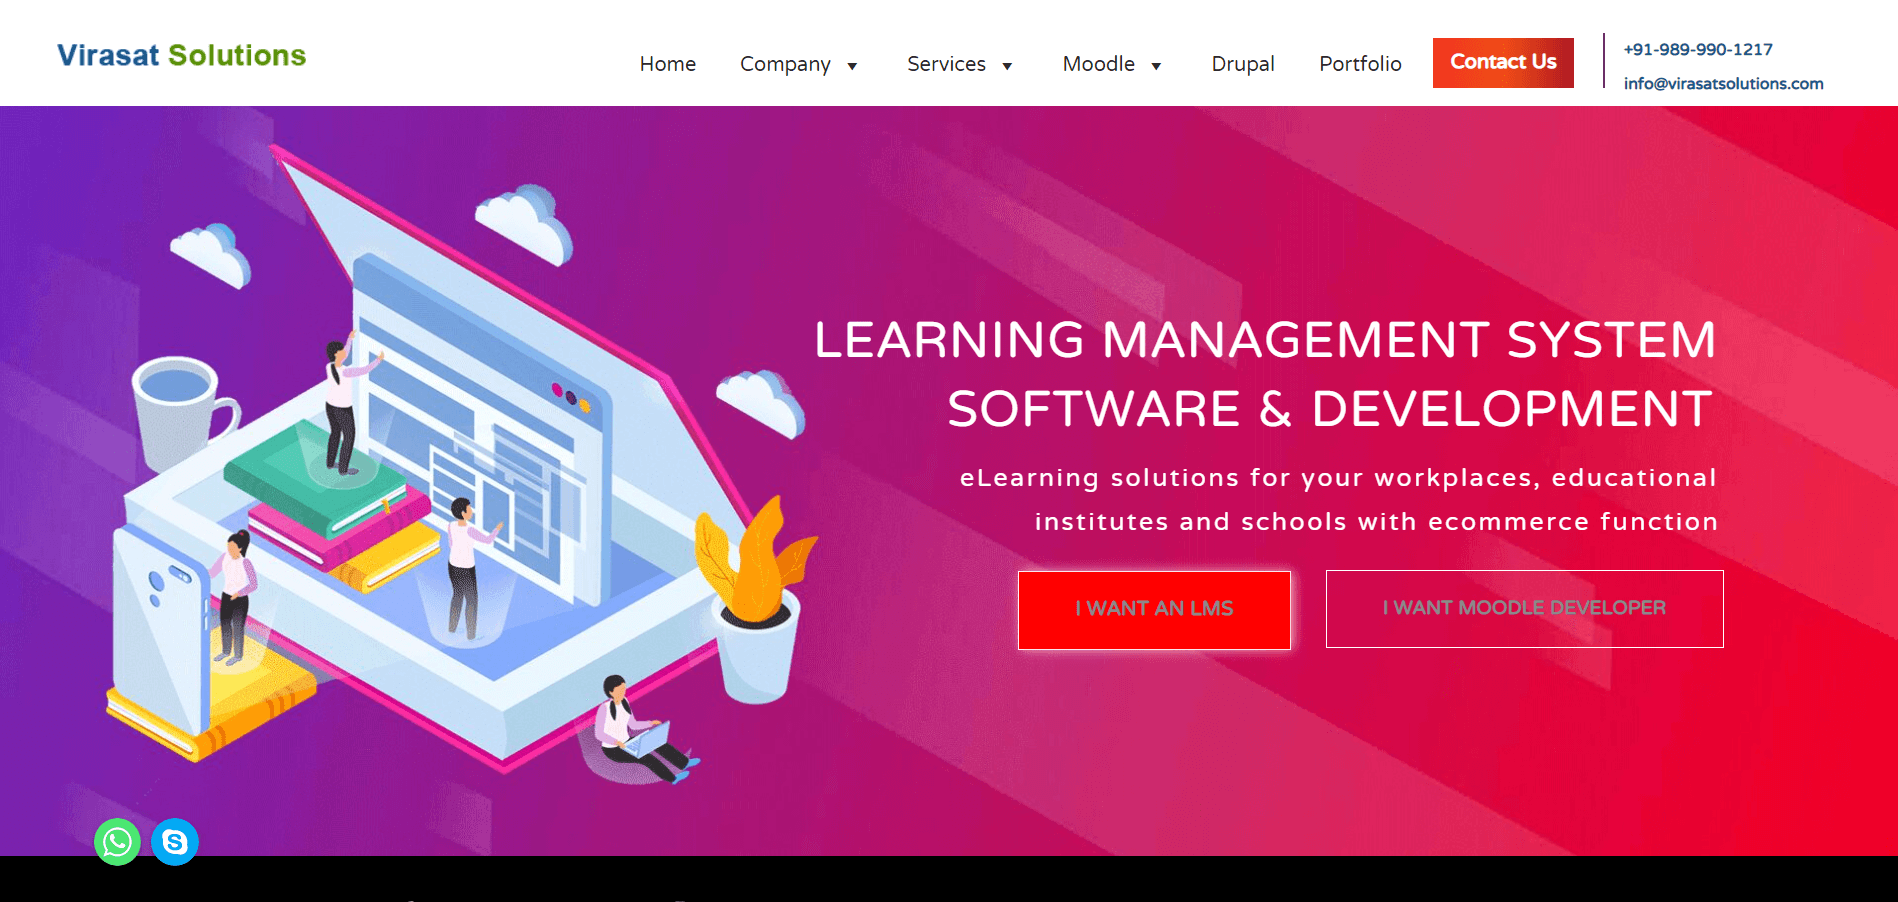 Virasat Solutions
Home Company Services Moodle Drupal Portfolio Contact Us
+91-989-990-1217
info@virasatsolutions.com
LEARNING MANAGEMENT SYSTEM
SOFTWARE & DEVELOPMENT
eLearning solutions for your workplaces, educational
institutes and schools with ecommerce function
I WANT AN LMS
I WANT MOODLE DEVELOPER